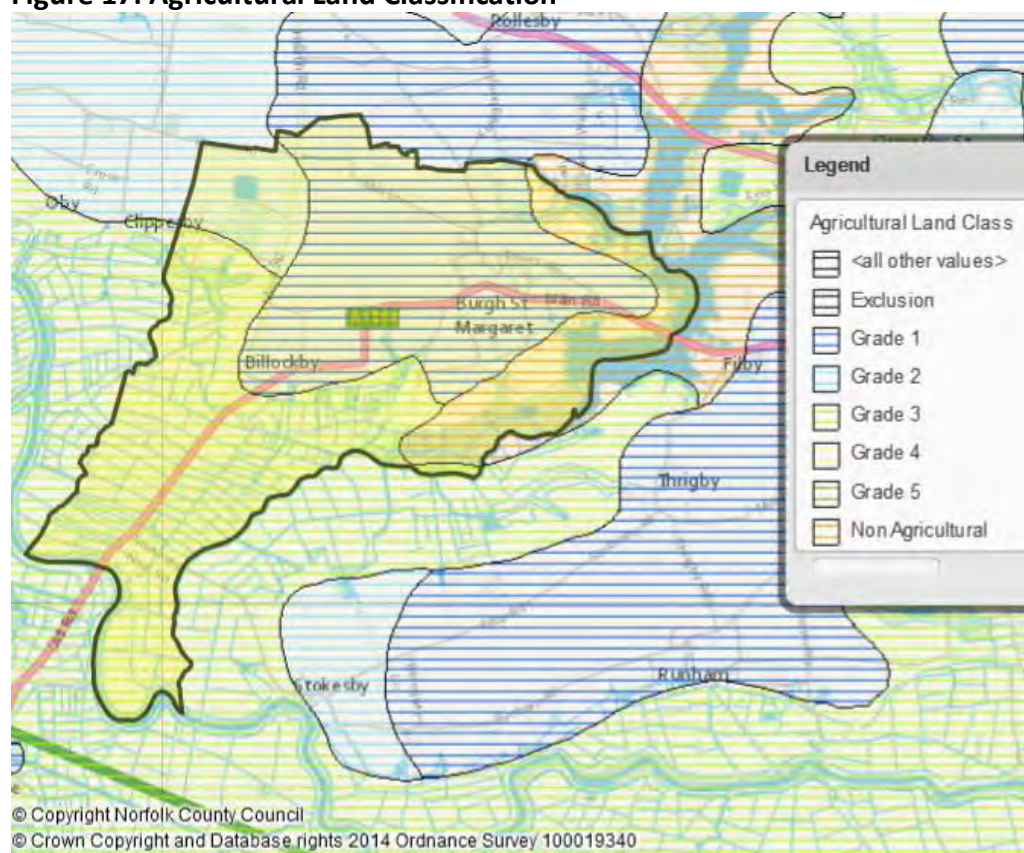 Figure 17: Agricultural Land Classification
Rollesby
Oby
Clippesby
Burgh St
Margaret
Main Rd
Billockby
Filby
Thrigby
Stokesby
Runham
Legend
Agricultural Land Class
<all other values>
Exclusion
Grade 1
Grade 2
Grade 3
Grade 4
Grade 5
Non Agricultural
© Copyright Norfolk County Council
© Crown Copyright and Database rights 2014 Ordnance Survey 100019340